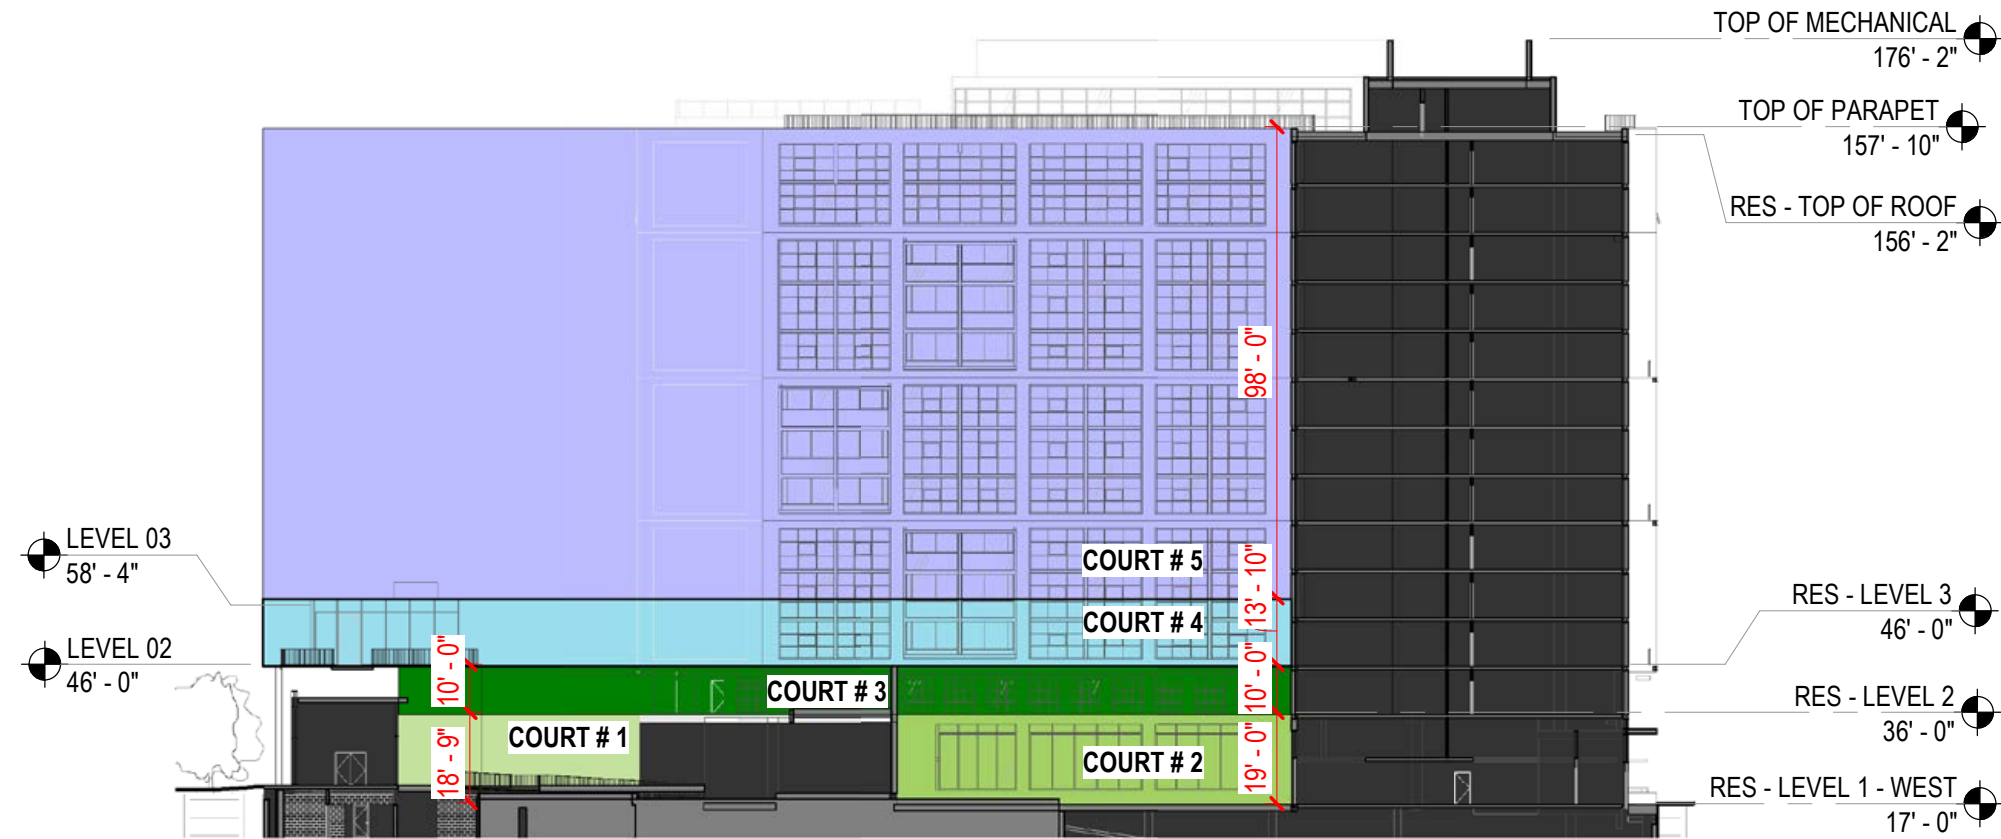 TOP OF MECHANICAL
176' - 2"
TOP OF PARAPET
157' - 10"
RES - TOP OF ROOF
156' - 2"
98' - 0"
LEVEL 03
58' - 4"
COURT # 5
13' - 10"
RES - LEVEL 3
46' - 0"
COURT # 4
LEVEL 02
46' - 0"
10' - 0"
COURT # 3
10' - 0"
RES - LEVEL 2
36' - 0"
COURT # 1
18' - 9"
COURT # 2
19' - 0"
RES - LEVEL 1 - WEST
17' - 0"